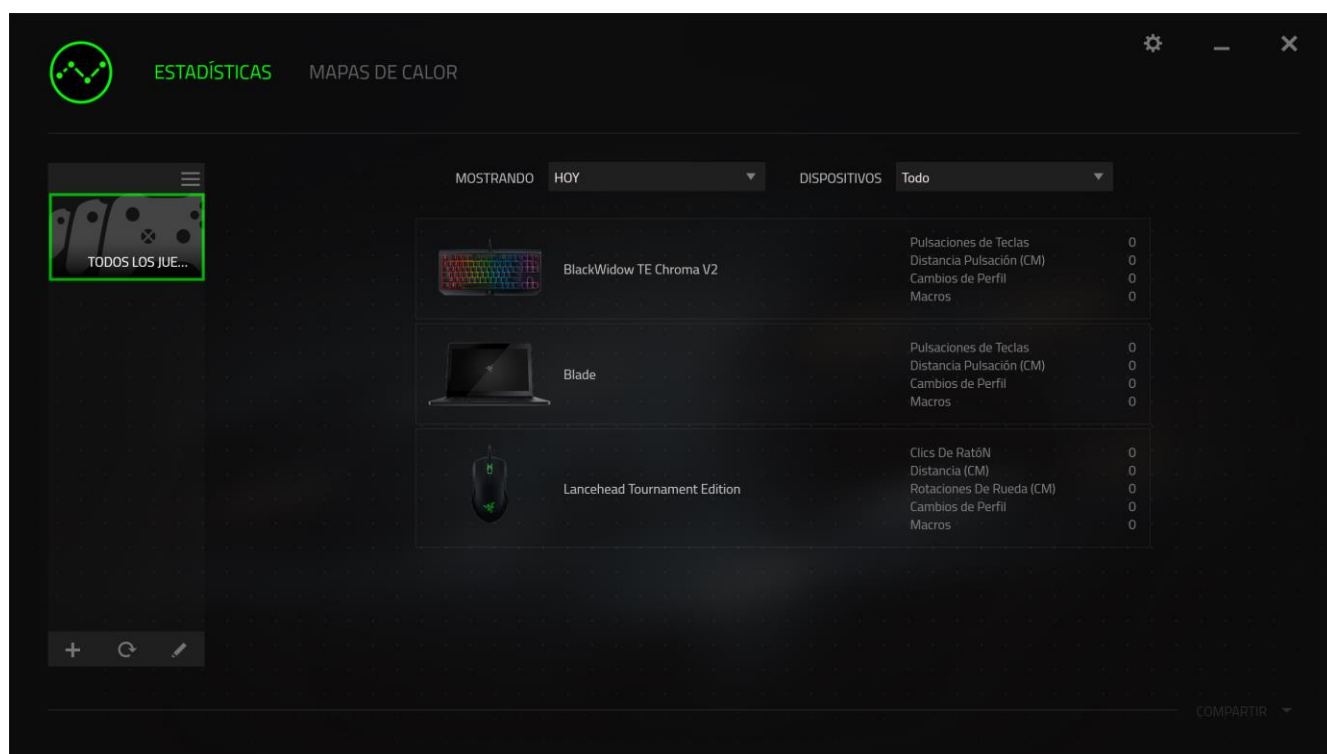 ESTADÍSTICAS MAPAS DE CALOR
MOSTRANDO HOY DISPOSITIVOS Todo
TODOS LOS JUE...
BlackWidow TE Chroma V2
Pulsaciones de Teclas 0
Distancia Pulsación (CM) 0
Cambios de Perfil 0
Macros 0
Blade
Pulsaciones de Teclas 0
Distancia Pulsación (CM) 0
Cambios de Perfil 0
Macros 0
Lancehead Tournament Edition
Clics De RatóN 0
Distancia (CM) 0
Rotaciones De Rueda (CM) 0
Cambios de Perfil 0
Macros 0
COMPARTIR